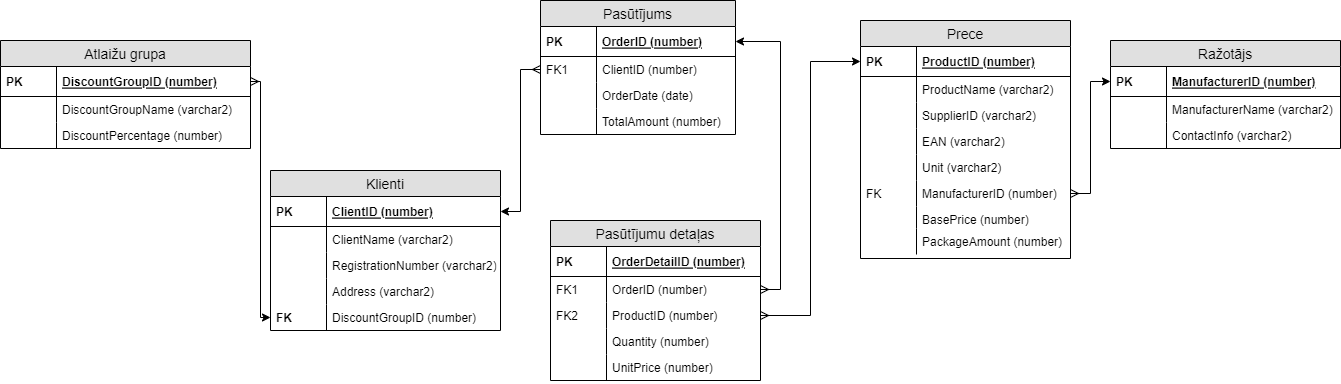 Atlaižu grupa
PK DiscountGroupID (number)
DiscountGroupName (varchar2)
DiscountPercentage (number)
Klienti
PK ClientID (number)
ClientName (varchar2)
RegistrationNumber (varchar2)
Address (varchar2)
FK DiscountGroupID (number)
Pasūtījums
PK OrderID (number)
FK1 ClientID (number)
OrderDate (date)
TotalAmount (number)
Pasūtījumu detaļas
PK OrderDetailID (number)
FK1 OrderID (number)
FK2 ProductID (number)
Quantity (number)
UnitPrice (number)
Prece
PK ProductID (number)
ProductName (varchar2)
SupplierID (varchar2)
EAN (varchar2)
Unit (varchar2)
FK ManufacturerID (number)
BasePrice (number)
PackageAmount (number)
Ražotājs
PK ManufacturerID (number)
ManufacturerName (varchar2)
ContactInfo (varchar2)